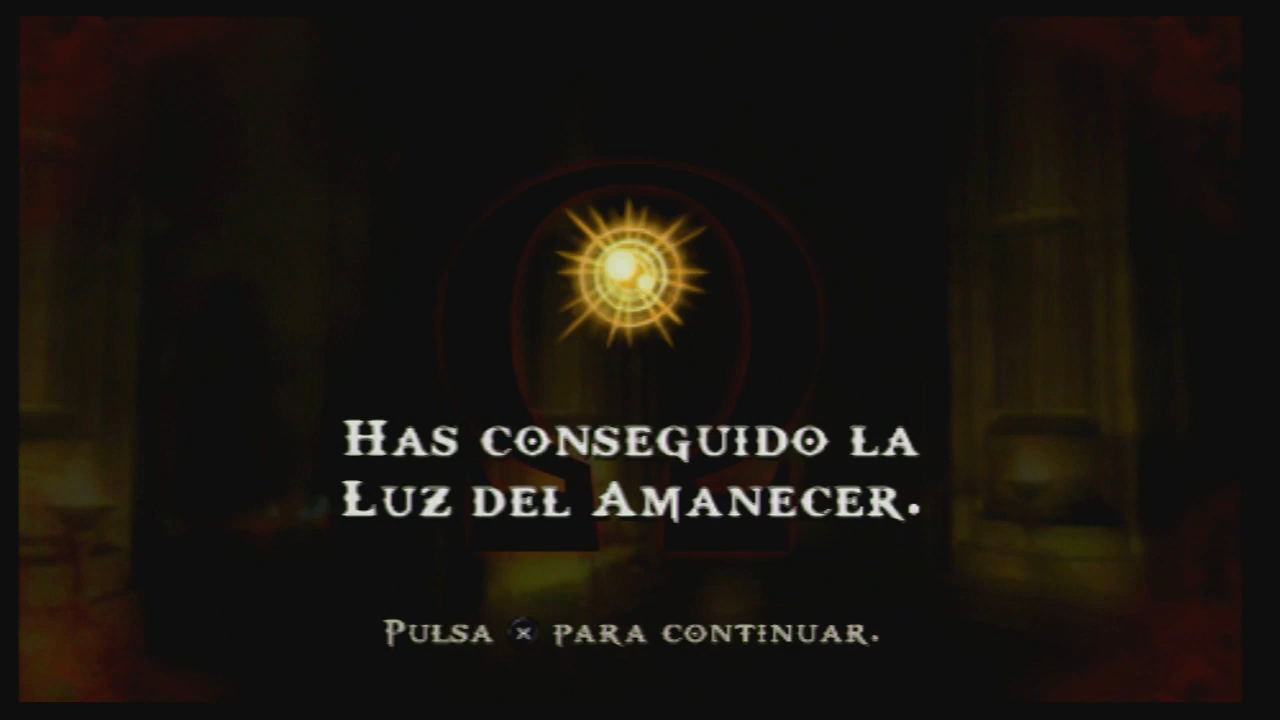 Has conseguido la
Luz del Amanecer.
Pulsa ✕ para continuar.